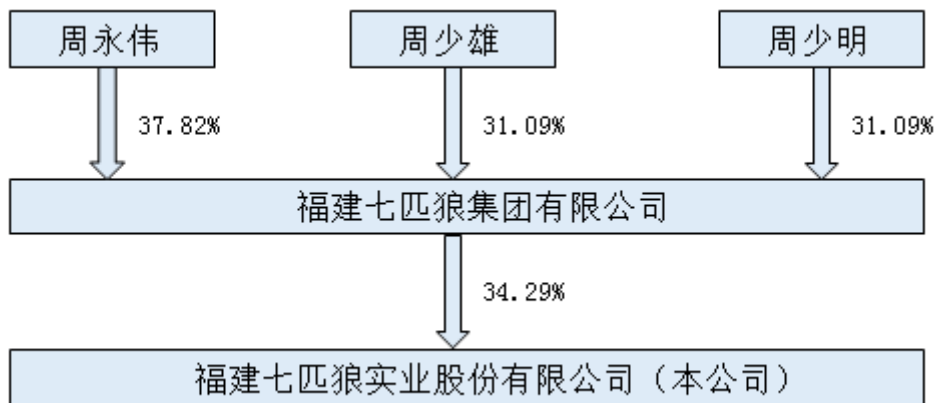 周永伟
周少雄
周少明
37.82%
31.09%
31.09%
福建七匹狼集团有限公司
34.29%
福建七匹狼实业股份有限公司（本公司）